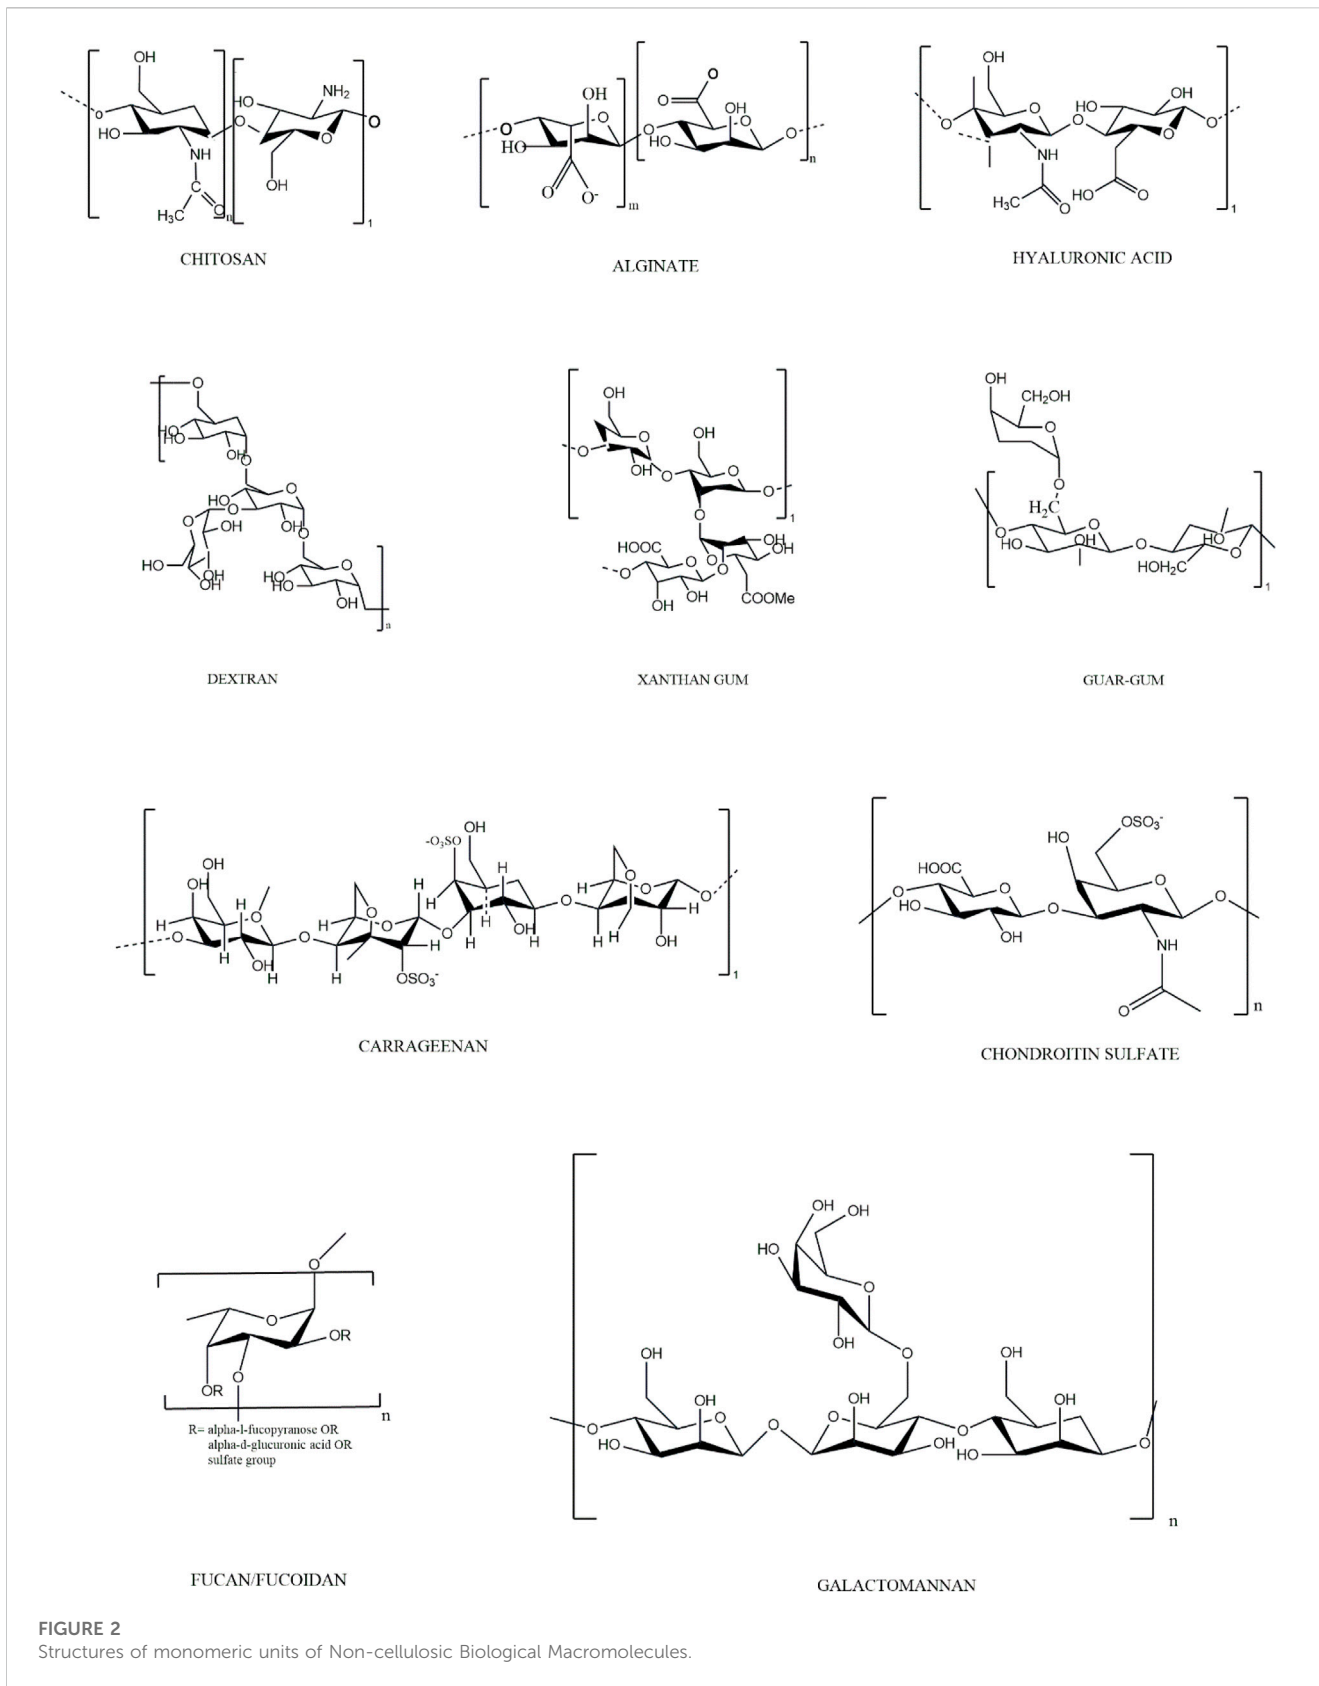 OH
NH₂
HO
O
O
O
HO
O
NH
OH
C
H₃C
O
n
1
CHITOSAN
O
OH
O
OH
O
O
O
O
O
HO
HO
O
O-
m
n
ALGINATE
OH
OH
HO
O
O
O
O
O
NH
HO
O
H₃C
O
1
HYALURONIC ACID
O
HO
HO
OH
O
O
HO
O
O
OH
OH
O
HO
OH
OH
O
HO
HO
OH
n
DEXTRAN
OH
OH
O
O
OH
O
O
O
1
O
OH
OH
HOOC
O
O
O
O
OH
OH
COOMe
XANTHAN GUM
OH
CH₂OH
O
O
H₂C
O
O
HO
OH
O
HO
O
HOH₂C
1
GUAR-GUM
OH
-O₃SO
OH
OH
H
H
H
O
H
O
H
H
O
O
O
O
H
H
O
H
O
H
O
H
OH
H
OH
H
H
H
H
OH
H
OSO₃-
1
CARRAGEENAN
OSO₃-
HO
HOOC
O
O
O
O
HO
O
OH
NH
O
n
CHONDROITIN SULFATE
O
O
OR
O
OR
n
R= alpha-l-fucopyranose OR
alpha-d-glucuronic acid OR
sulfate group
FUCAN/FUCOIDAN
OH
OH
HO
O
OH
O
OH
OH
OH
OH
OH
O
O
O
O
O
HO
OH
HO
O
n
GALACTOMANNAN
FIGURE 2
Structures of monomeric units of Non-cellulosic Biological Macromolecules.